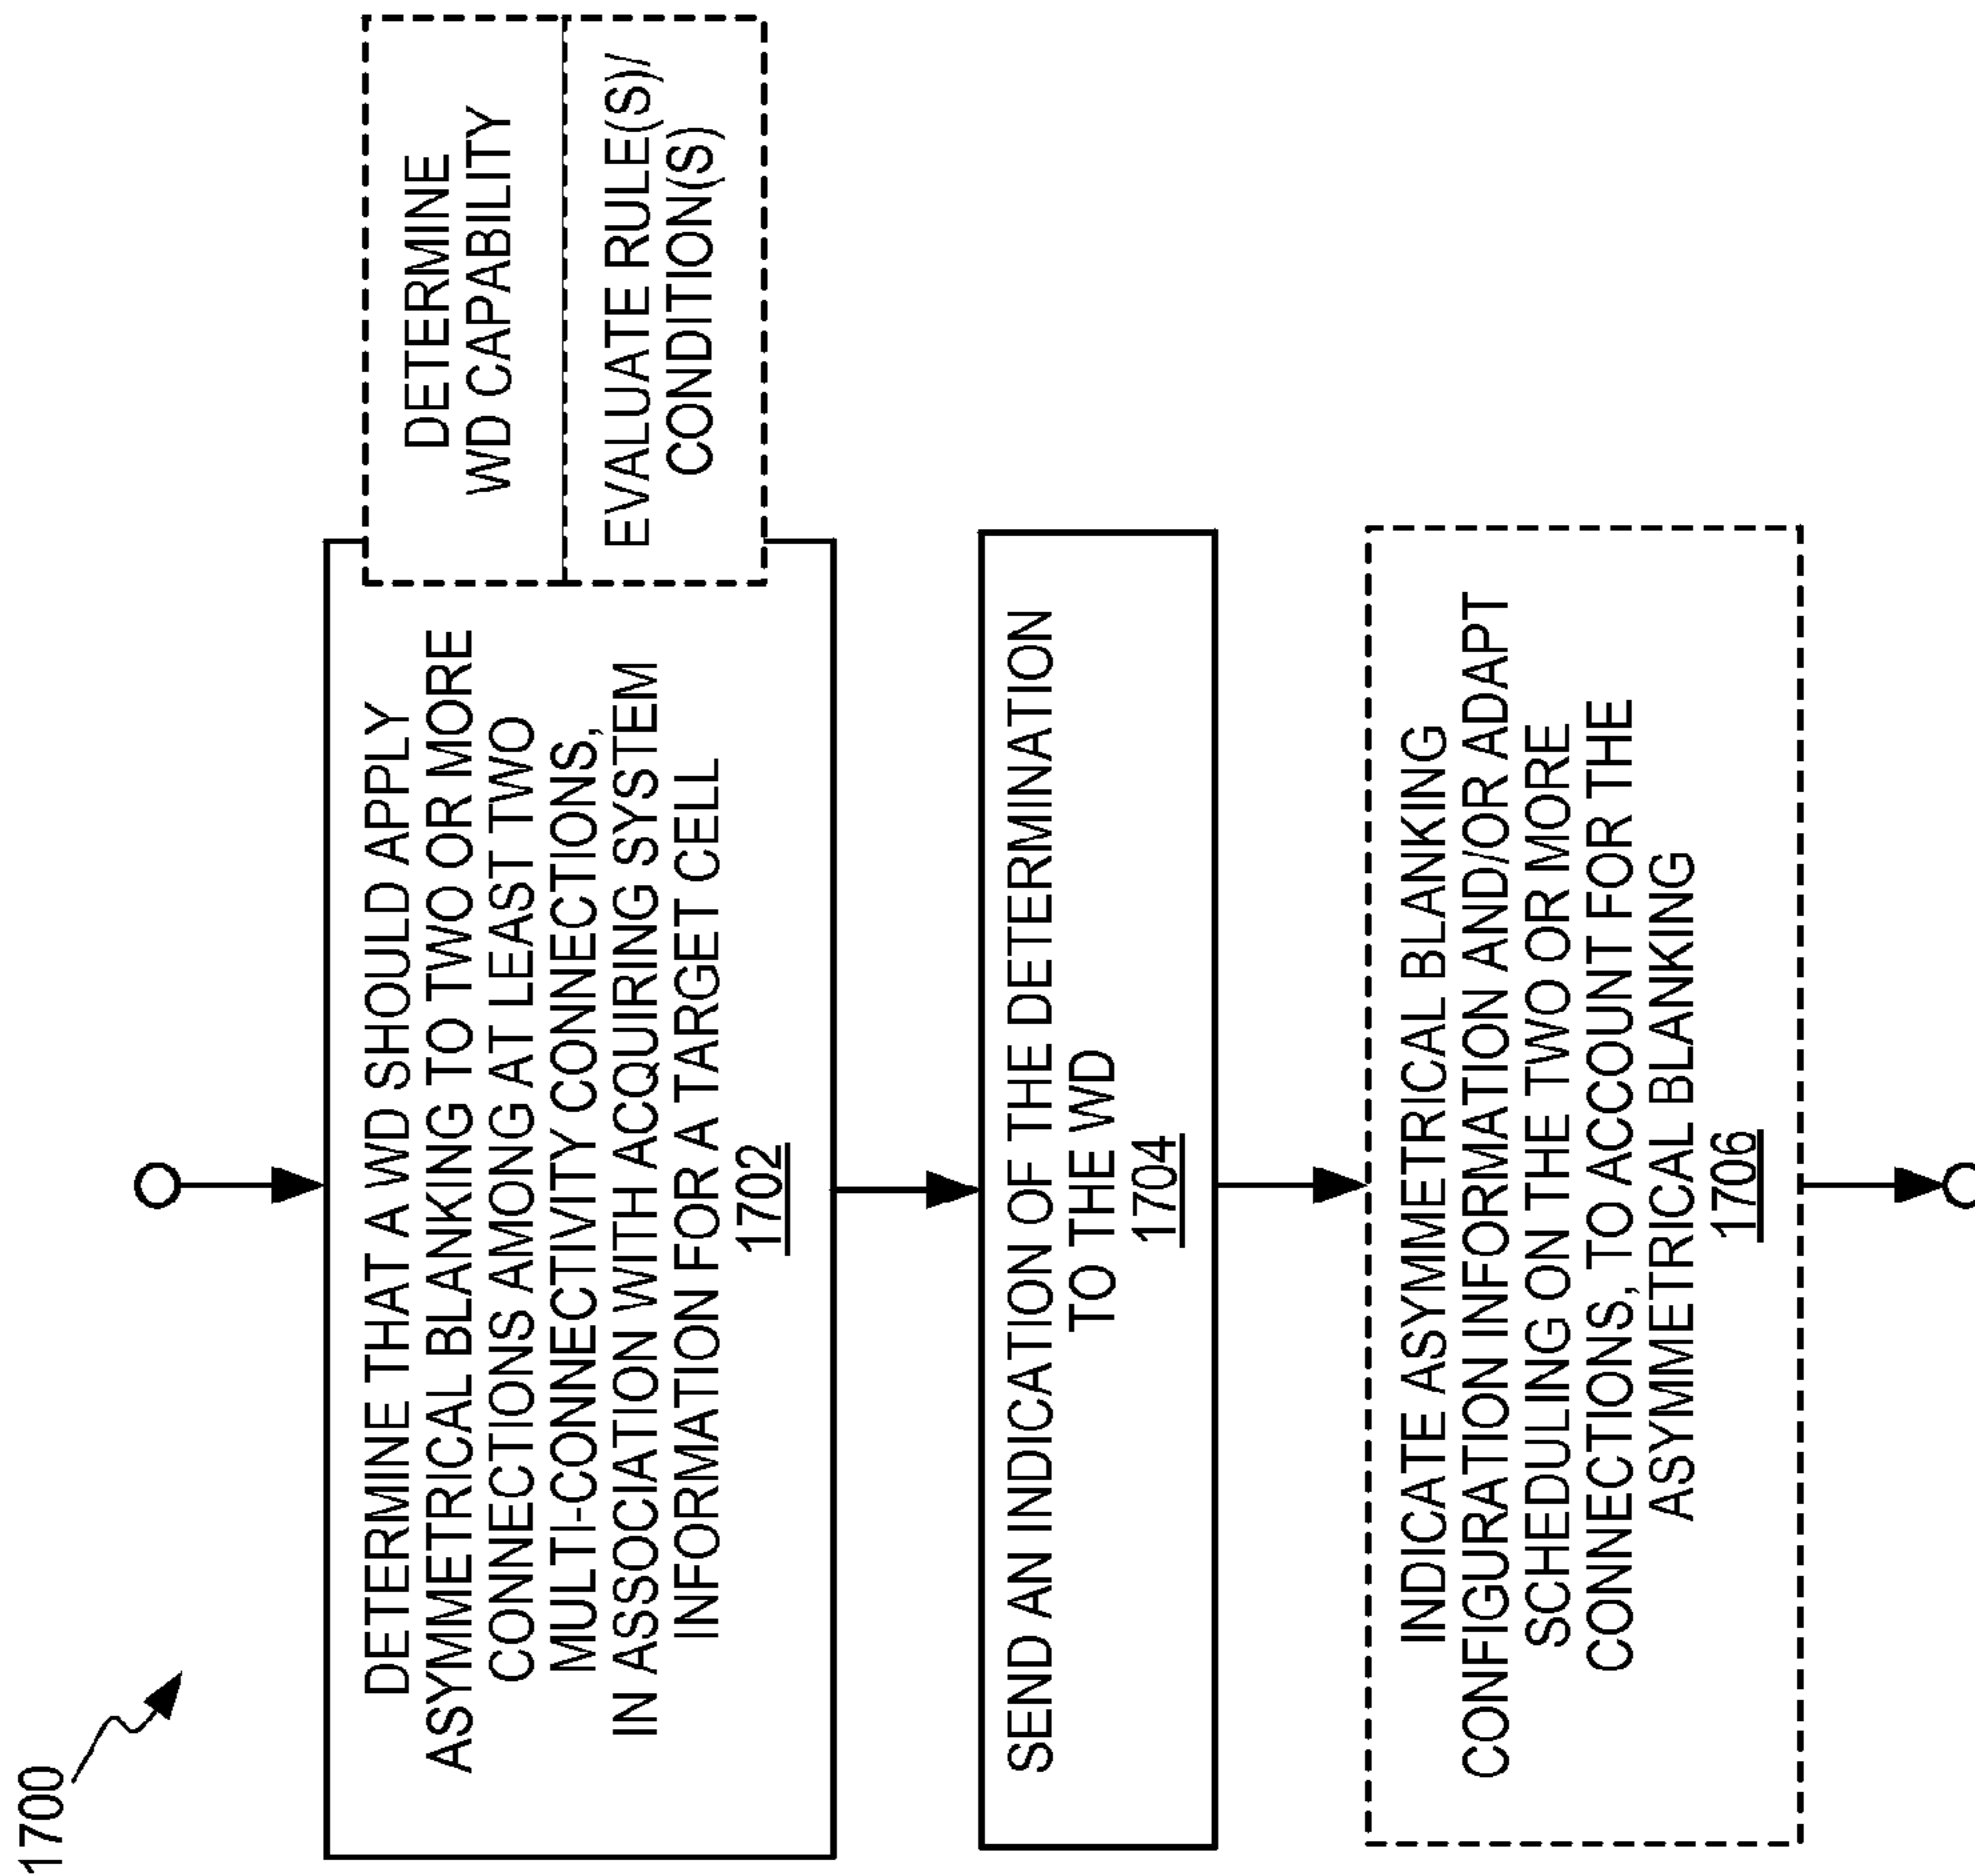 1700
DETERMINE THAT A WD SHOULD APPLY
ASYMMETRICAL BLANKING TO TWO OR MORE
CONNECTIONS AMONG AT LEAST TWO
MULTI-CONNECTIVITY CONNECTIONS,
IN ASSOCIATION WITH ACQUIRING SYSTEM
INFORMATION FOR A TARGET CELL
1702
DETERMINE
WD CAPABILITY
EVALUATE RULE(S)/
CONDITION(S)
SEND AN INDICATION OF THE DETERMINATION
TO THE WD
1704
INDICATE ASYMMETRICAL BLANKING
CONFIGURATION INFORMATION AND/OR ADAPT
SCHEDULING ON THE TWO OR MORE
CONNECTIONS, TO ACCOUNT FOR THE
ASYMMETRICAL BLANKING
1706